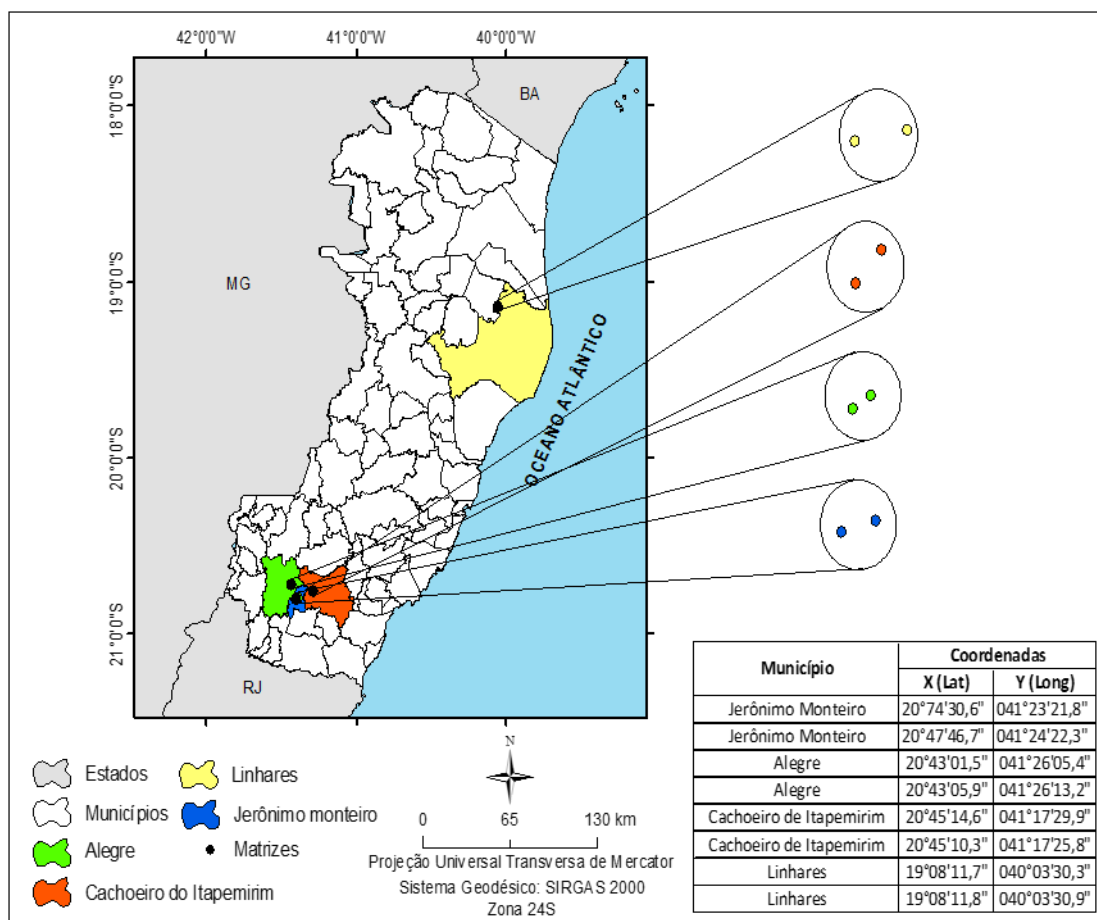 42°0'0"W 41°0'0"W 40°0'0"W
18°0'0"S
19°0'0"S
20°0'0"S
21°0'0"S
BA
MG
OCEANO ATLÂNTICO
RJ
Estados
Municípios
Alegre
Cachoeiro do Itapemirim
Linhares
Jerônimo monteiro
Matrizes
N
0 65 130 km
Projeção Universal Transversa de Mercator
Sistema Geodésico: SIRGAS 2000
Zona 24S
Município Coordenadas
X (Lat) Y (Long)
Jerônimo Monteiro 20°74'30,6" 041°23'21,8"
Jerônimo Monteiro 20°47'46,7" 041°24'22,3"
Alegre 20°43'01,5" 041°26'05,4"
Alegre 20°43'05,9" 041°26'13,2"
Cachoeiro de Itapemirim 20°45'14,6" 041°17'29,9"
Cachoeiro de Itapemirim 20°45'10,3" 041°17'25,8"
Linhares 19°08'11,7" 040°03'30,3"
Linhares 19°08'11,8" 040°03'30,9"